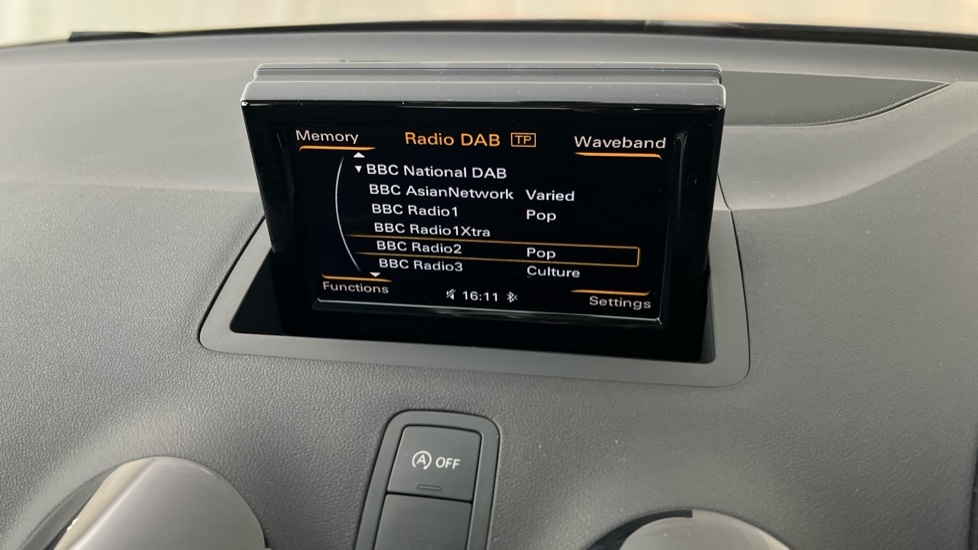 Memory Radio DAB TP Waveband
BBC National DAB
BBC AsianNetwork Varied
BBC Radio1 Pop
BBC Radio1Xtra
BBC Radio2 Pop
BBC Radio3 Culture
Functions 16:11 Settings
A OFF